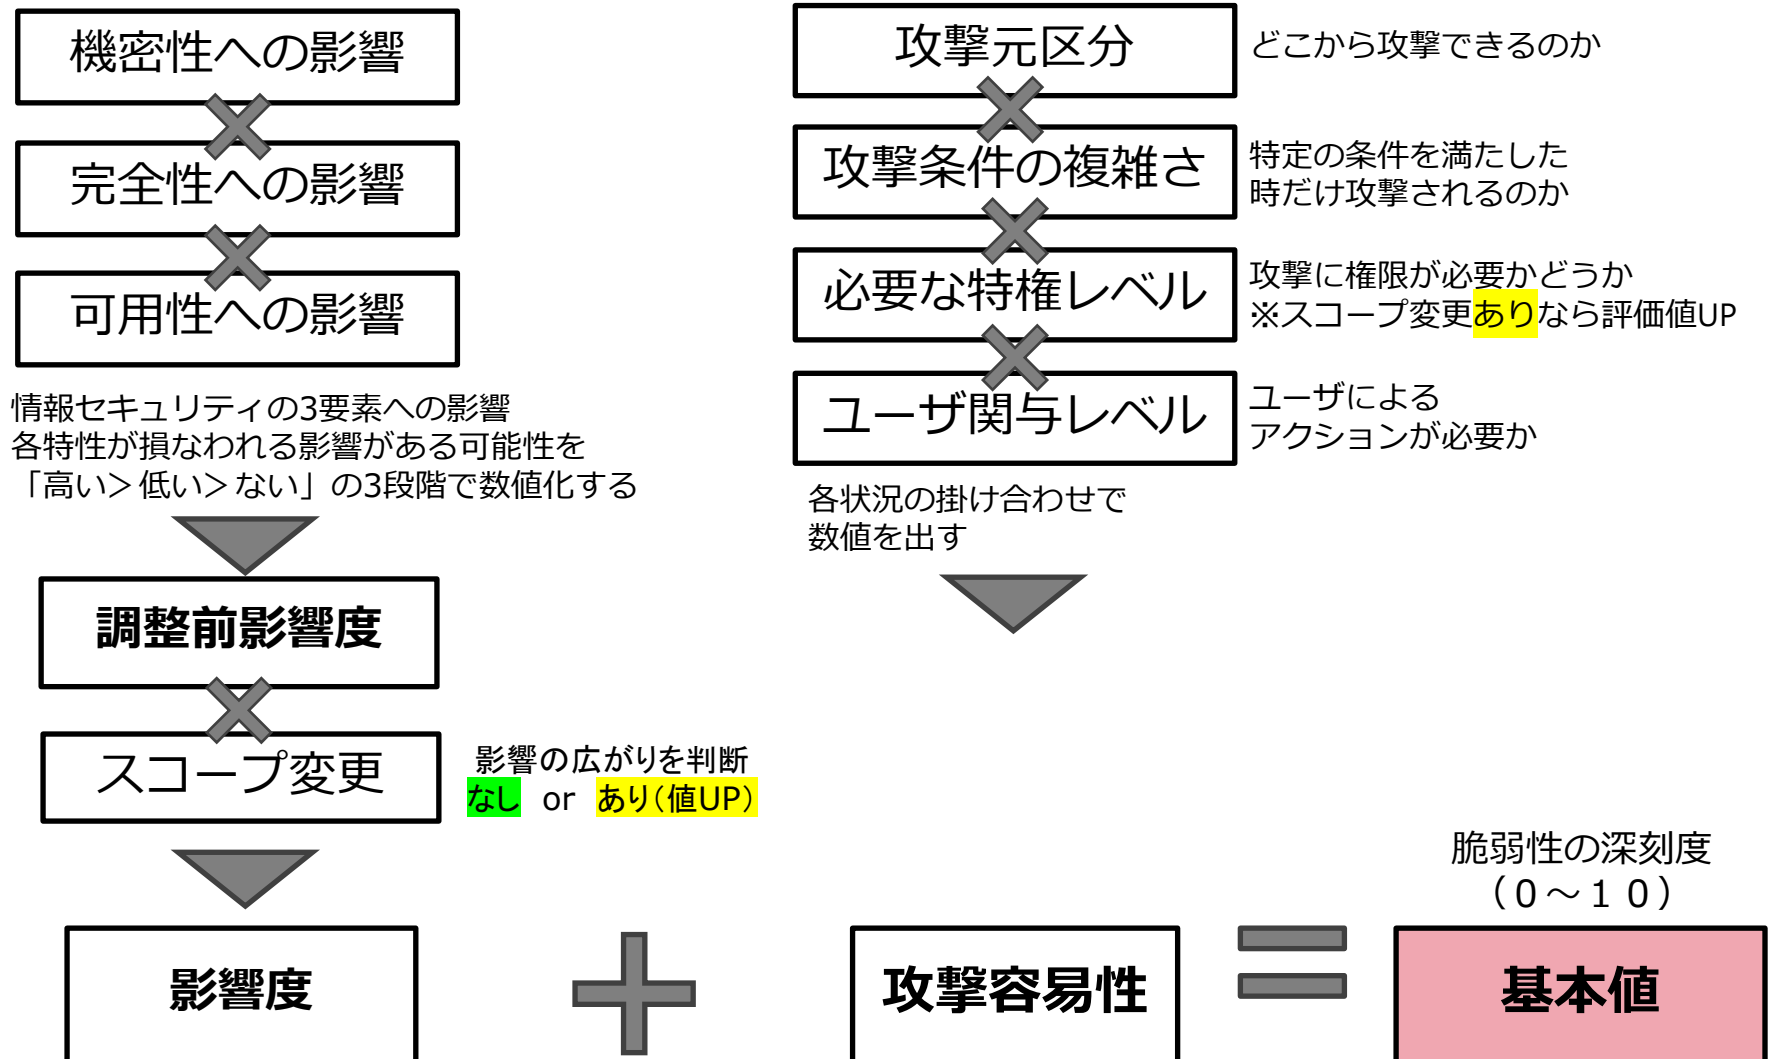 機密性への影響
完全性への影響
可用性への影響
情報セキュリティの3要素への影響
各特性が損なわれる影響がある可能性を
「高い＞低い＞ない」の3段階で数値化する
調整前影響度
スコープ変更
影響の広がりを判断
なし or あり（値UP）
影響度
攻撃元区分
どこから攻撃できるのか
攻撃条件の複雑さ
特定の条件を満たした
時だけ攻撃されるのか
必要な特権レベル
攻撃に権限が必要かどうか
※スコープ変更ありなら評価値UP
ユーザ関与レベル
ユーザによる
アクションが必要か
各状況の掛け合わせで
数値を出す
攻撃容易性
脆弱性の深刻度
（０～１０）
基本値